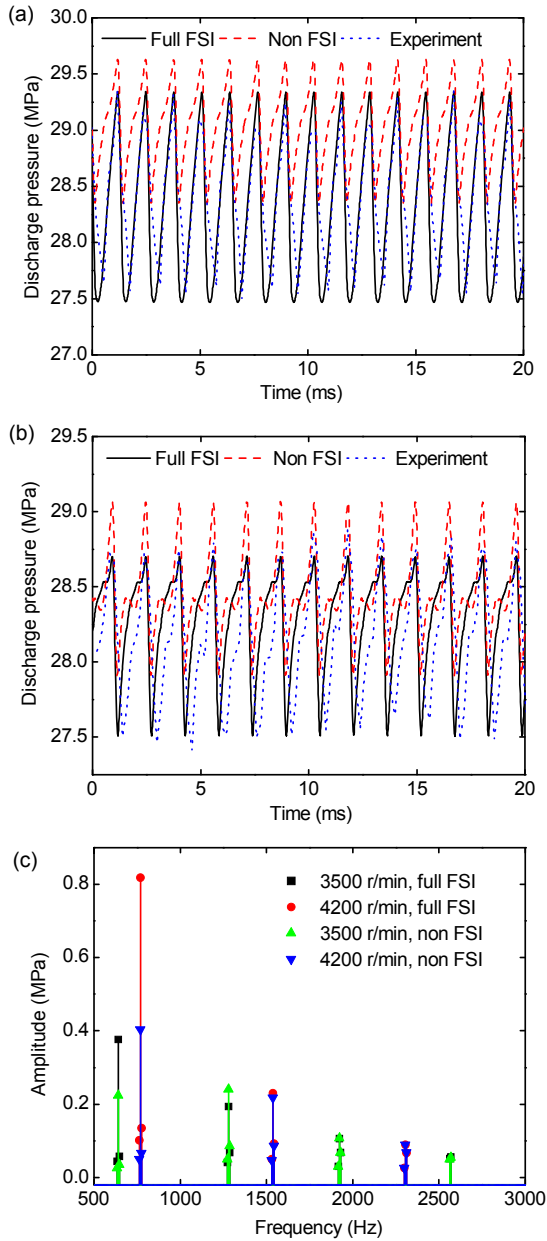 (a)
30.0
Full FSI Non FSI Experiment
29.5
29.0
28.5
28.0
27.5
27.0
Discharge pressure (MPa)
0 5 10 15 20
Time (ms)
(b)
29.5
Full FSI Non FSI Experiment
29.0
28.5
28.0
27.5
Discharge pressure (MPa)
0 5 10 15 20
Time (ms)
(c)
3500 r/min, full FSI
4200 r/min, full FSI
3500 r/min, non FSI
4200 r/min, non FSI
0.8
0.6
0.4
0.2
0.0
Amplitude (MPa)
500 1000 1500 2000 2500 3000
Frequency (Hz)